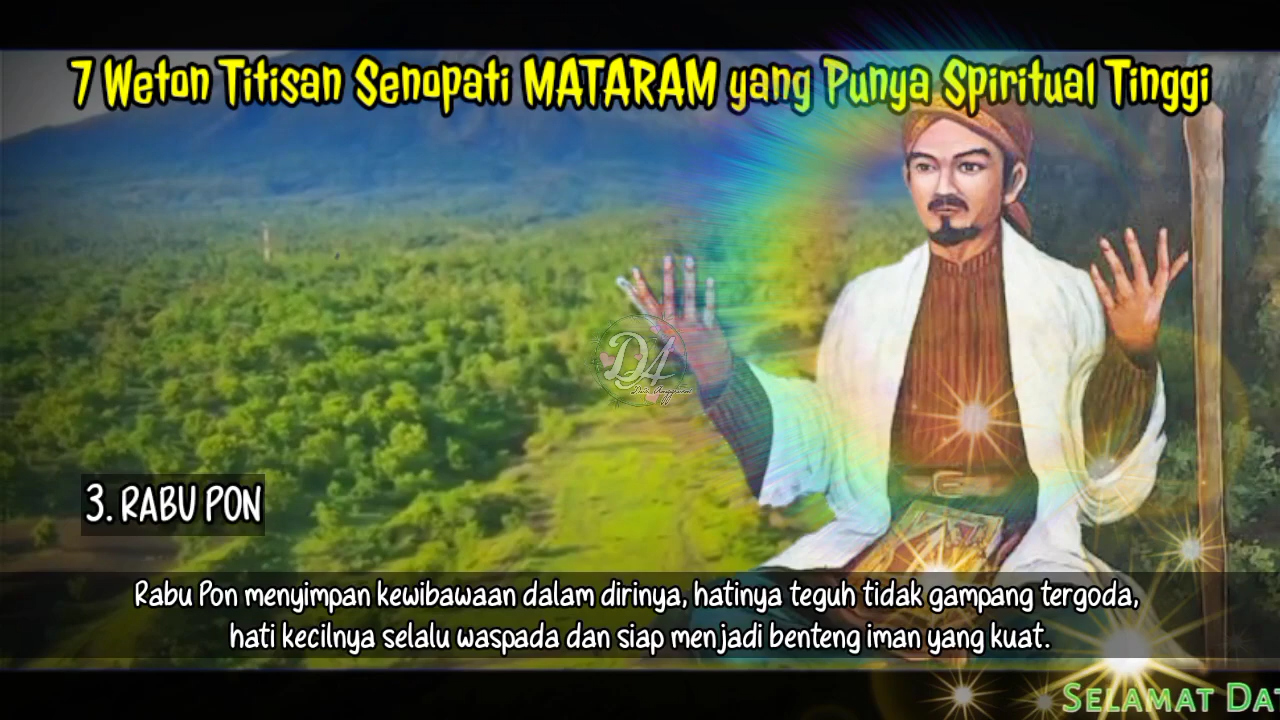 7 Weton Titisan Senopati MATARAM yang Punya Spiritual Tinggi
DA
3. RABU PON
Rabu Pon menyimpan kewibawaan dalam dirinya, hatinya teguh tidak gampang tergoda,
hati kecilnya selalu waspada dan siap menjadi benteng iman yang kuat.
SELAMAT DAT